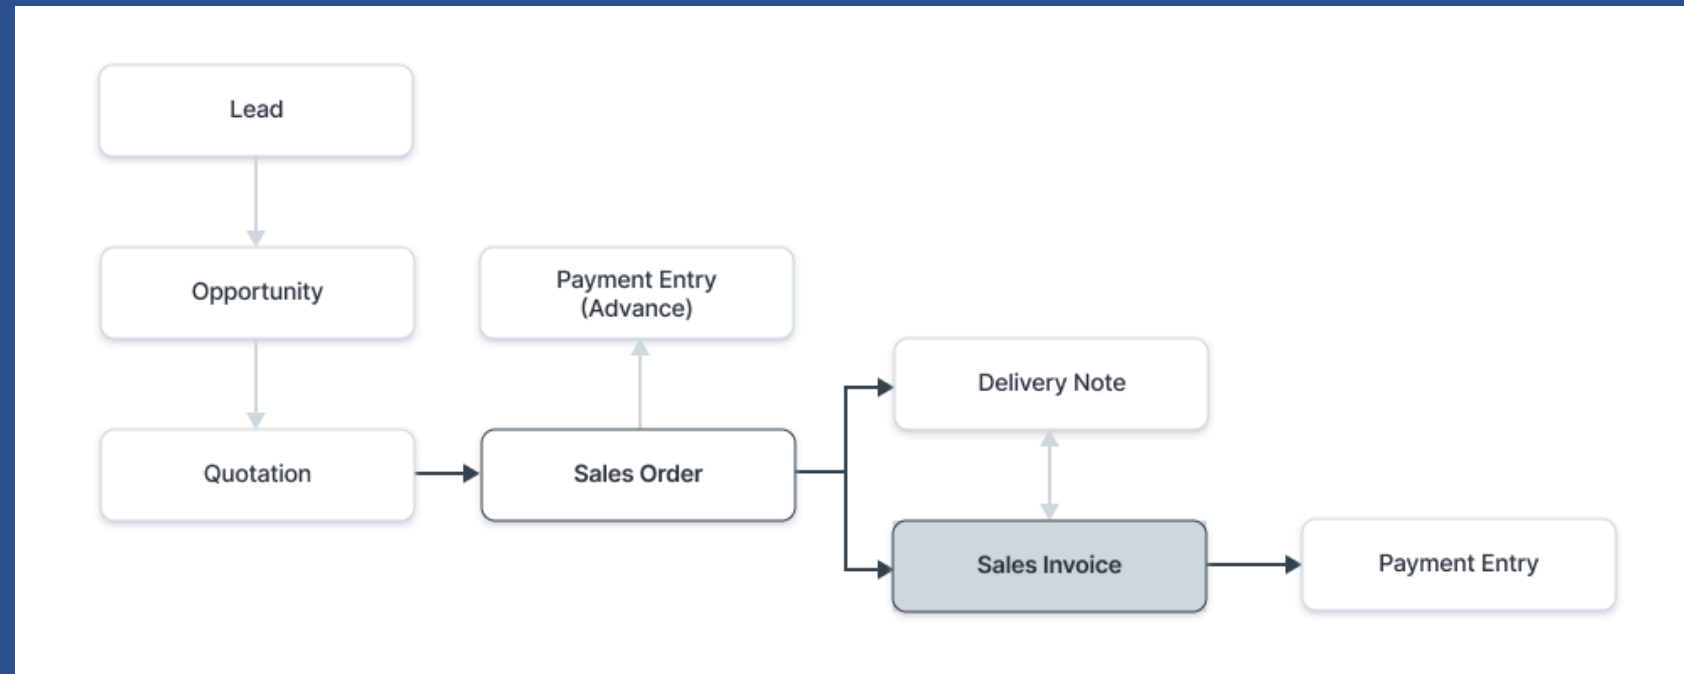 Lead
Opportunity
Payment Entry
(Advance)
Delivery Note
Quotation
Sales Order
Sales Invoice
Payment Entry